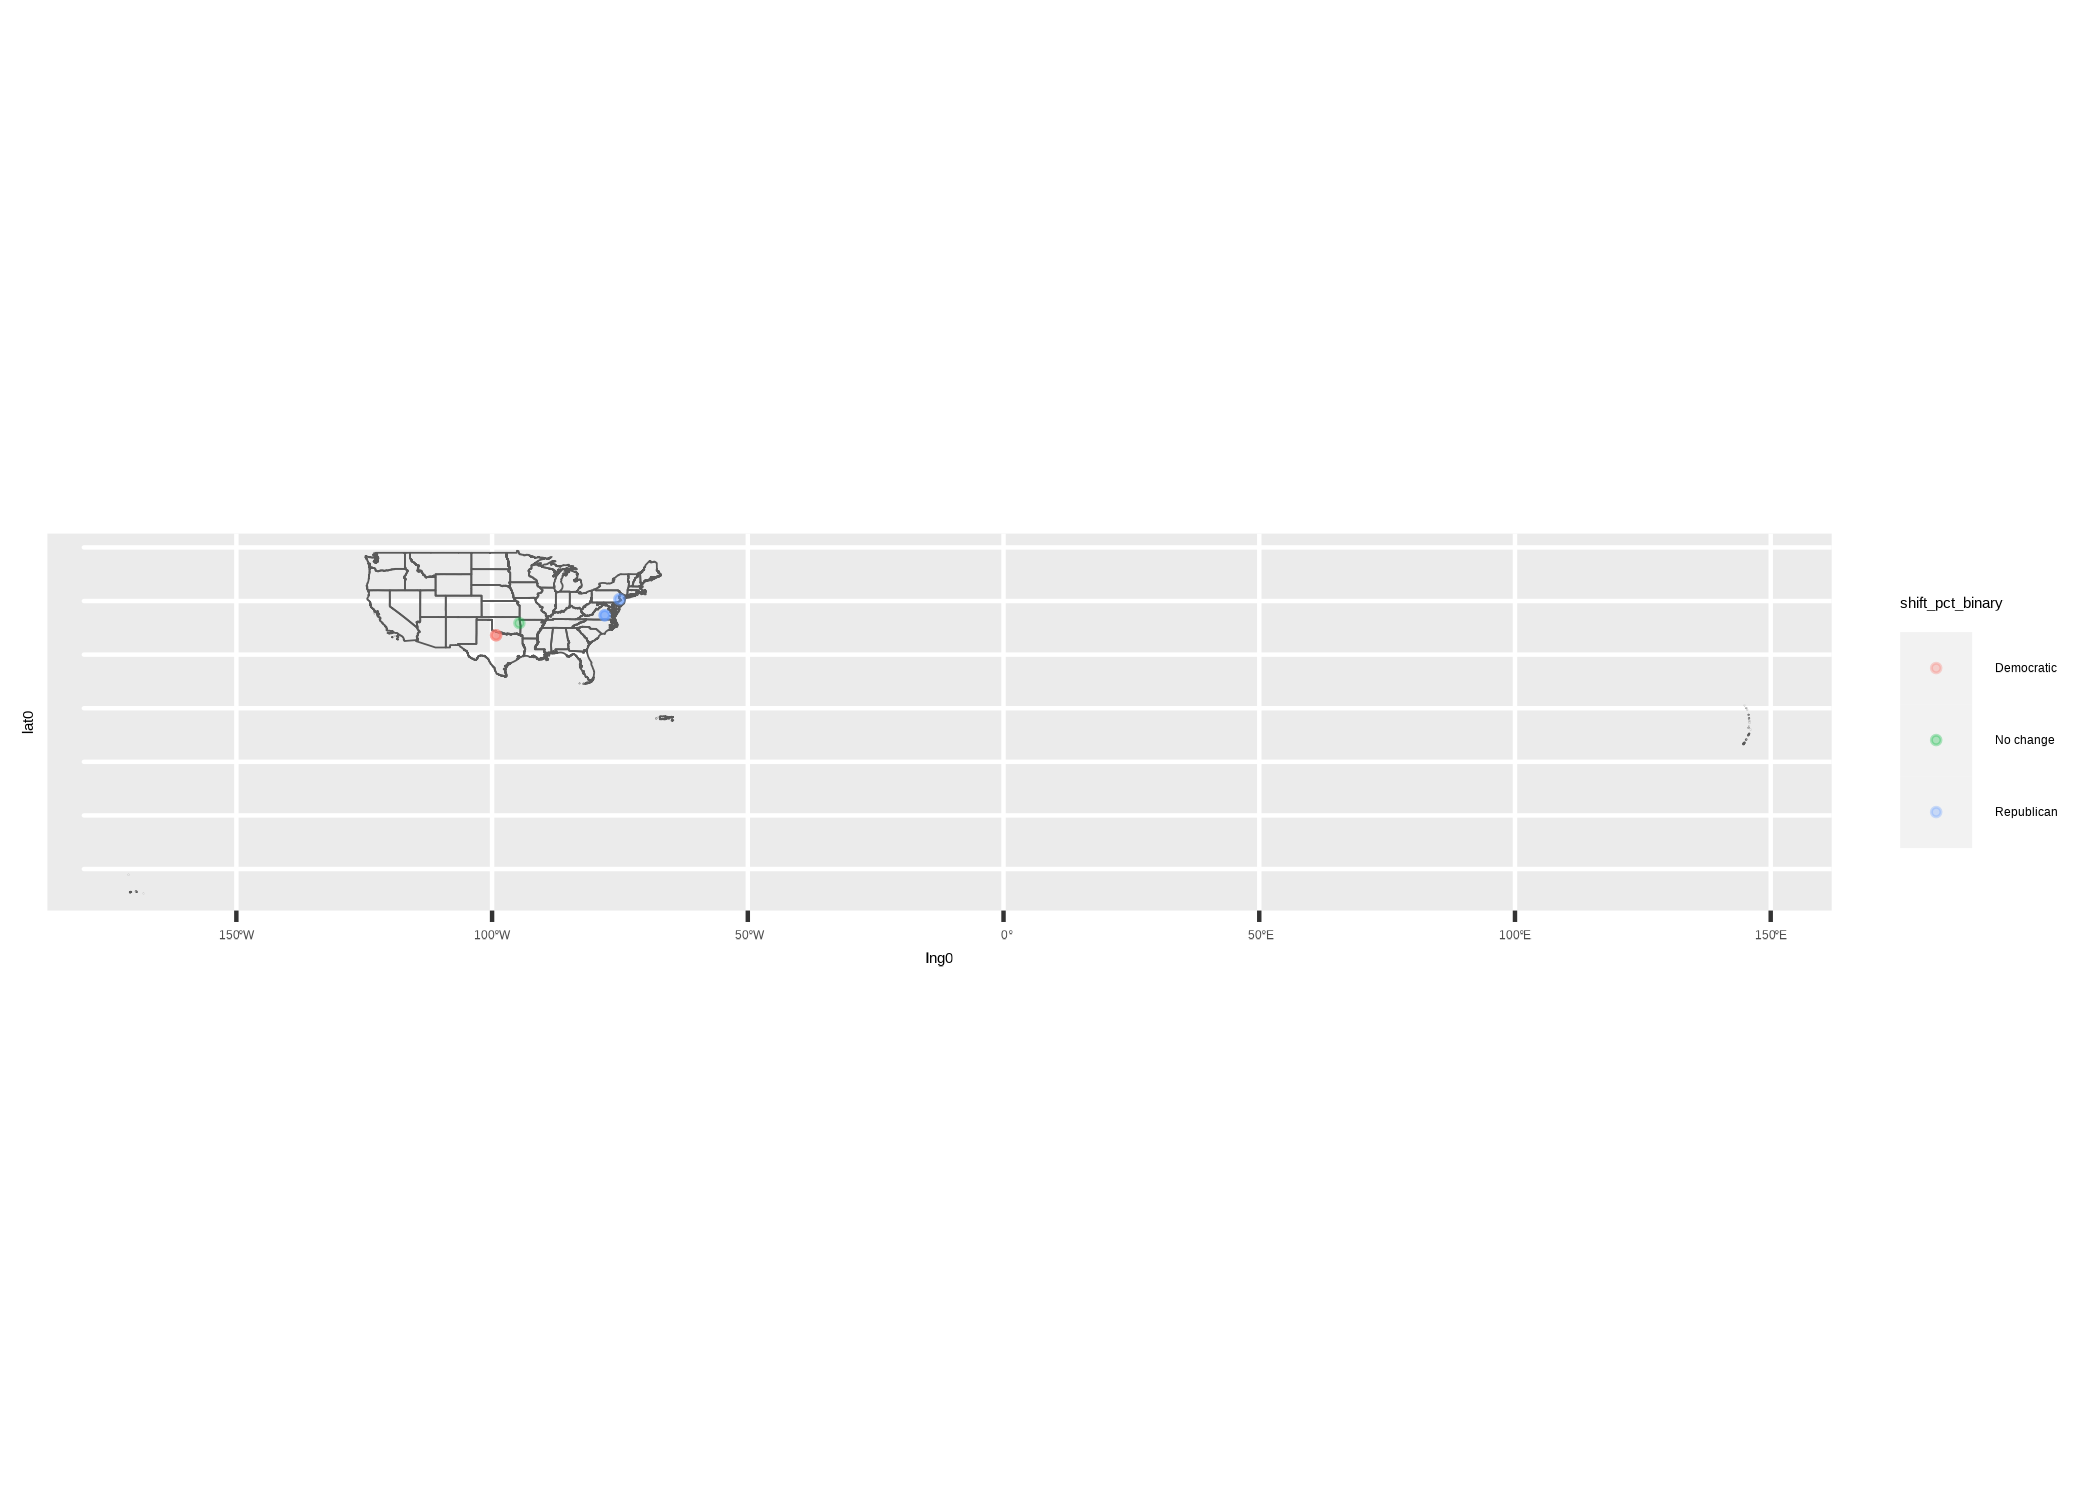 shift_pct_binary
Democratic
No change
Republican
lat0
150°W
100°W
50°W
0°
50°E
100°E
150°E
lng0